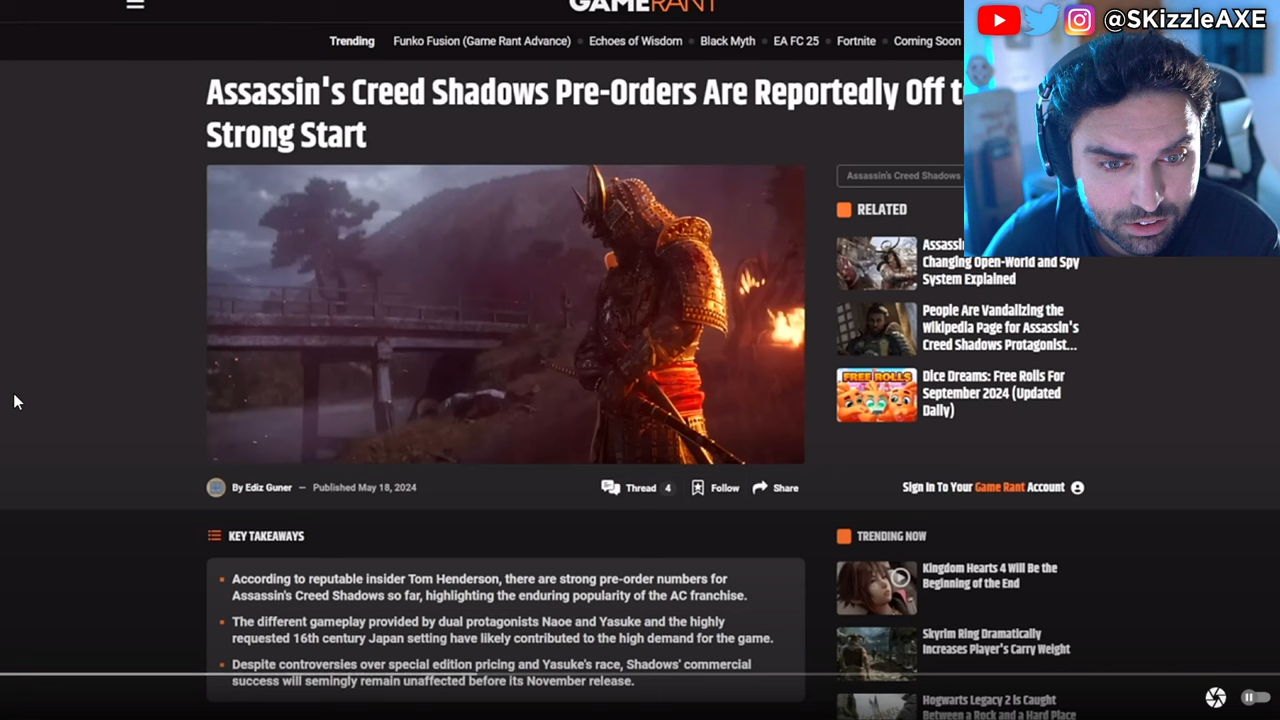 GAMERANT
@SKizzleAXE
Trending Funko Fusion (Game Rant Advance) Echoes of Wisdom Black Myth EA FC 25 Fortnite Coming Soon
Assassin's Creed Shadows Pre-Orders Are Reportedly Off t
Strong Start
Assassin's Creed Shadows
RELATED
Assassin
Changing Open-World and Spy
System Explained
People Are Vandalizing the
Wikipedia Page for Assassin's
Creed Shadows Protagonist...
FREE ROLLS
Dice Dreams: Free Rolls For
September 2024 (Updated
Daily)
By Ediz Guner — Published May 18, 2024
Thread 4 Follow Share
Sign In To Your Game Rant Account
KEY TAKEAWAYS
According to reputable insider Tom Henderson, there are strong pre-order numbers for
Assassin's Creed Shadows so far, highlighting the enduring popularity of the AC franchise.
The different gameplay provided by dual protagonists Naoe and Yasuke and the highly
requested 16th century Japan setting have likely contributed to the high demand for the game.
Despite controversies over special edition pricing and Yasuke's race, Shadows' commercial
success will semingly remain unaffected before its November release.
TRENDING NOW
Kingdom Hearts 4 Will Be the
Beginning of the End
Skyrim Ring Dramatically
Increases Player's Carry Weight
Hogwarts Legacy 2 is Caught
Between a Rock and a Hard Place